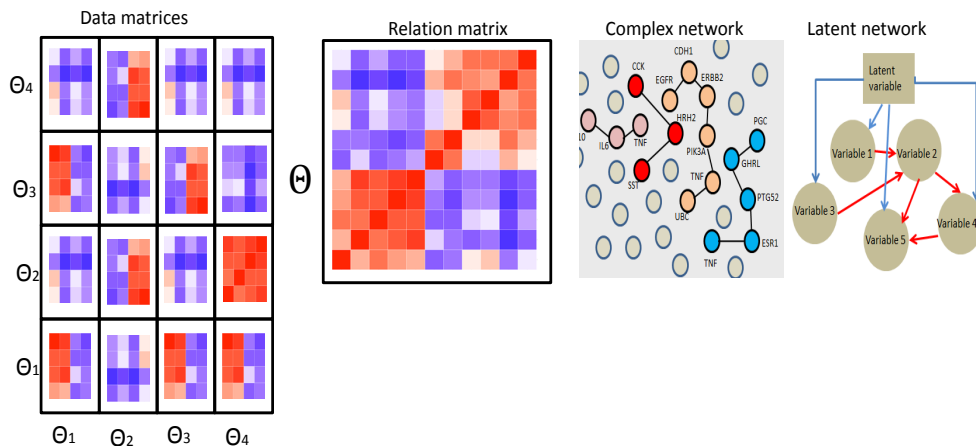 Data matrices
Relation matrix
Complex network
Latent network
Θ4
Θ3
Θ2
Θ1
Θ1
Θ2
Θ3
Θ4
Θ
CDH1
CCK
EGFR
ERBB2
HRH2
PGC
10
IL6
TNF
PIK3A
GHRL
SST
TNF
UBC
PTGS2
ESR1
TNF
Latent
variable
Variable 1
Variable 2
Variable 3
Variable 4
Variable 5